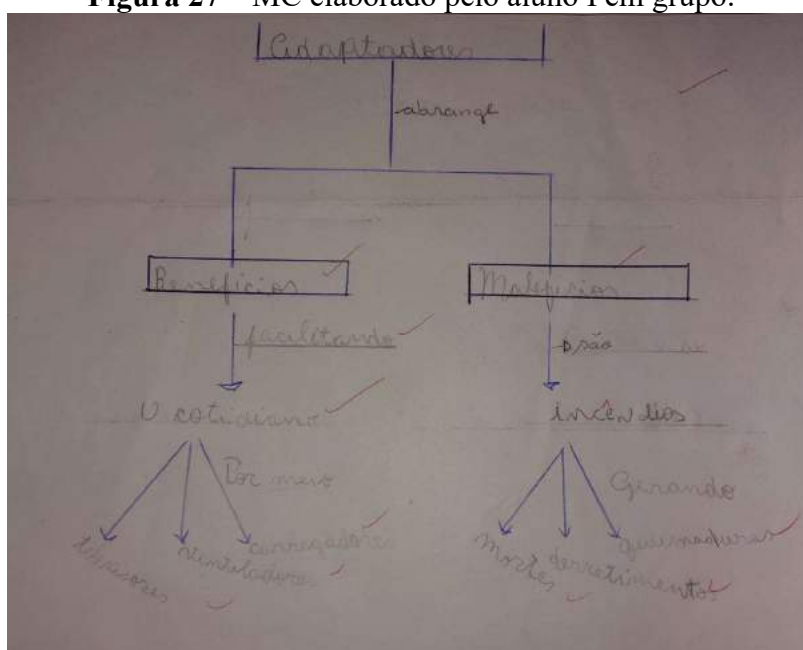 Figura 27 – MC elaborado pelo aluno I em grupo.
Adaptadores
abrange
Benefícios
Malefícios
facilitando
são
O cotidiano
incêndios
Por meio
Gerando
ventiladores
carregadores
Mortes
derretimentos
queimaduras